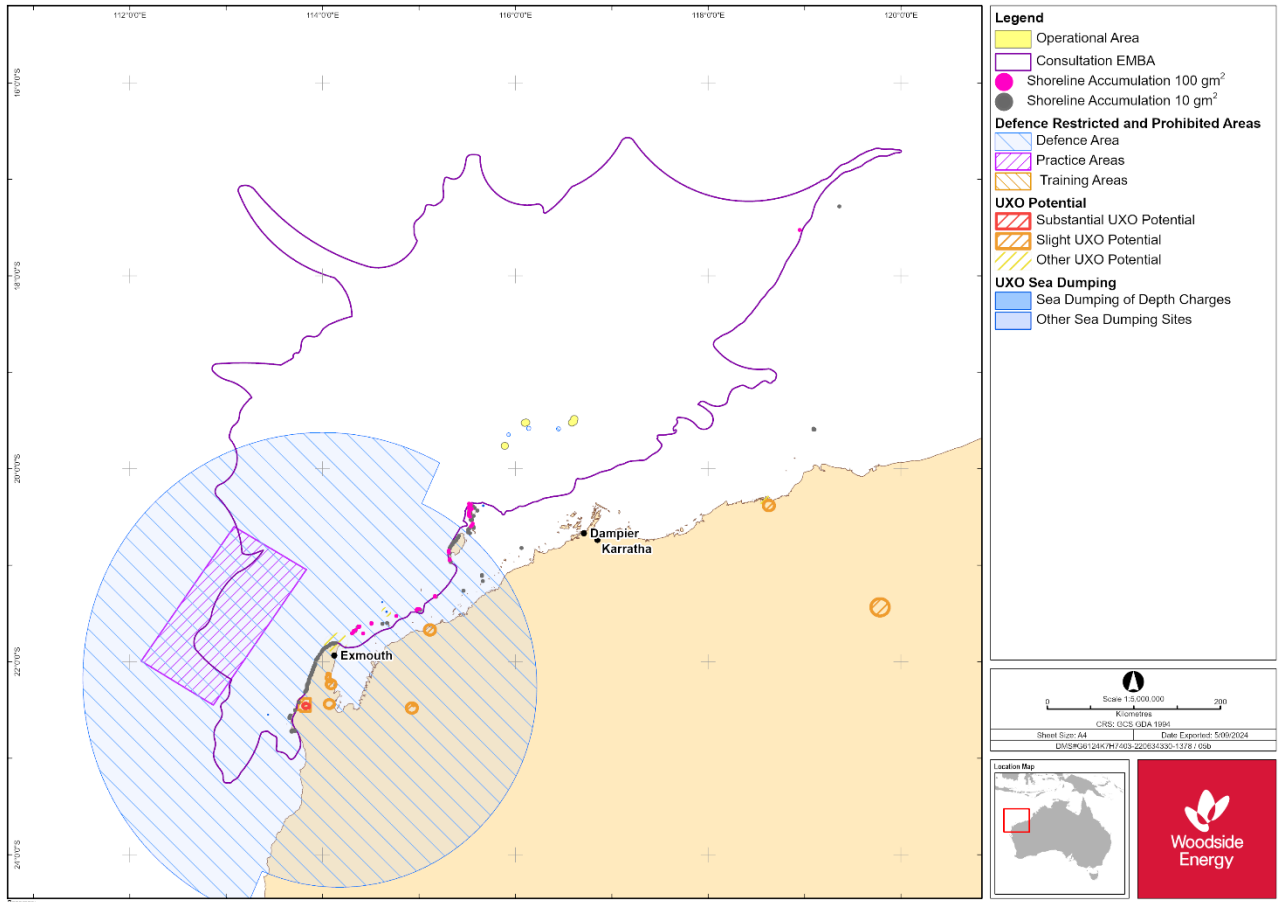 112°0'0"E 114°0'0"E 116°0'0"E 118°0'0"E 120°0'0"E
16°0'0"S
18°0'0"S
20°0'0"S
22°0'0"S
24°0'0"S
Dampier
Karratha
Exmouth
Legend
Operational Area
Consultation EMBA
Shoreline Accumulation 100 gm²
Shoreline Accumulation 10 gm²
Defence Restricted and Prohibited Areas
Defence Area
Practice Areas
Training Areas
UXO Potential
Substantial UXO Potential
Slight UXO Potential
Other UXO Potential
UXO Sea Dumping
Sea Dumping of Depth Charges
Other Sea Dumping Sites
Scale 1:5,000,000
0 200
Kilometres
CRS: GCS GDA 1994
Sheet Size: A4 Date Exported: 5/09/2024
DMS#G6124K7H7403-220634330-1378 / 05b
Location Map
Woodside
Energy